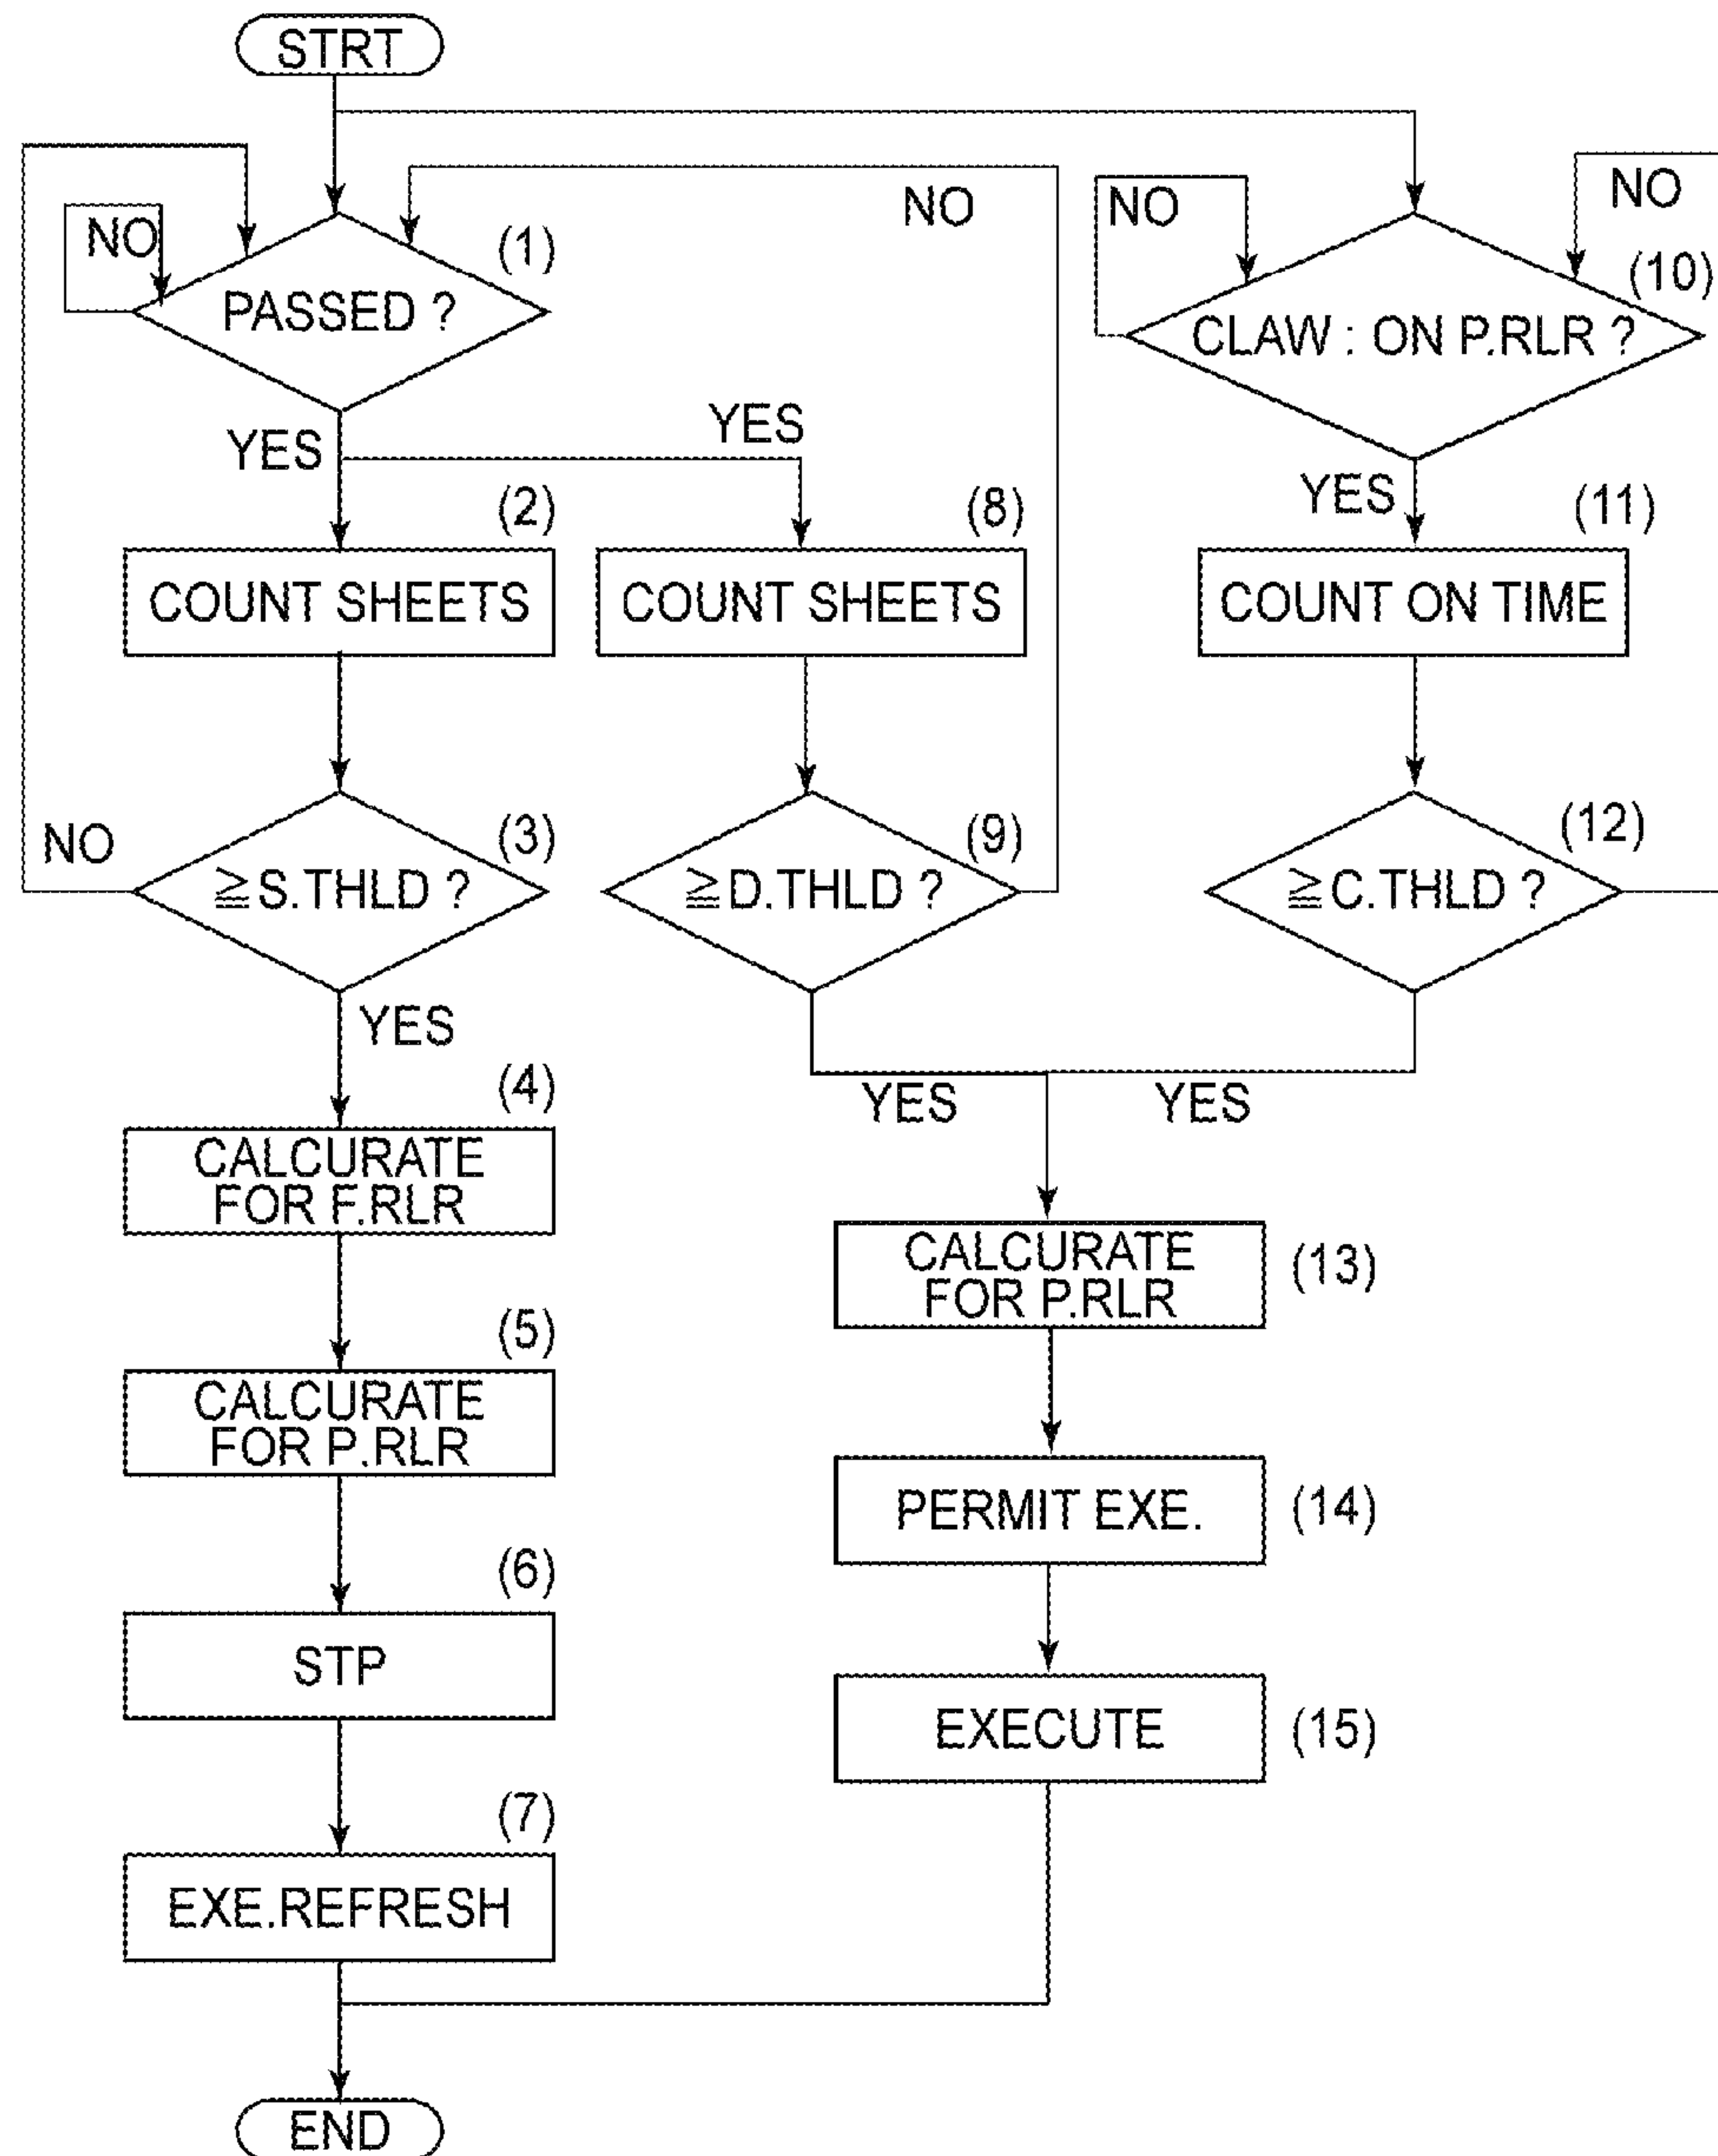 STRT
NO
(1)
PASSED ?
YES
YES
NO
NO
NO
(10)
CLAW : ON P.RLR ?
YES
(2)
COUNT SHEETS
(8)
COUNT SHEETS
(11)
COUNT ON TIME
NO
(3)
≧S.THLD ?
YES
(9)
≧D.THLD ?
YES
(12)
≧C.THLD ?
YES
(4)
CALCURATE
FOR F.RLR
(5)
CALCURATE
FOR P.RLR
(6)
STP
(7)
EXE.REFRESH
CALCURATE
FOR P.RLR
(13)
PERMIT EXE.
(14)
EXECUTE
(15)
END